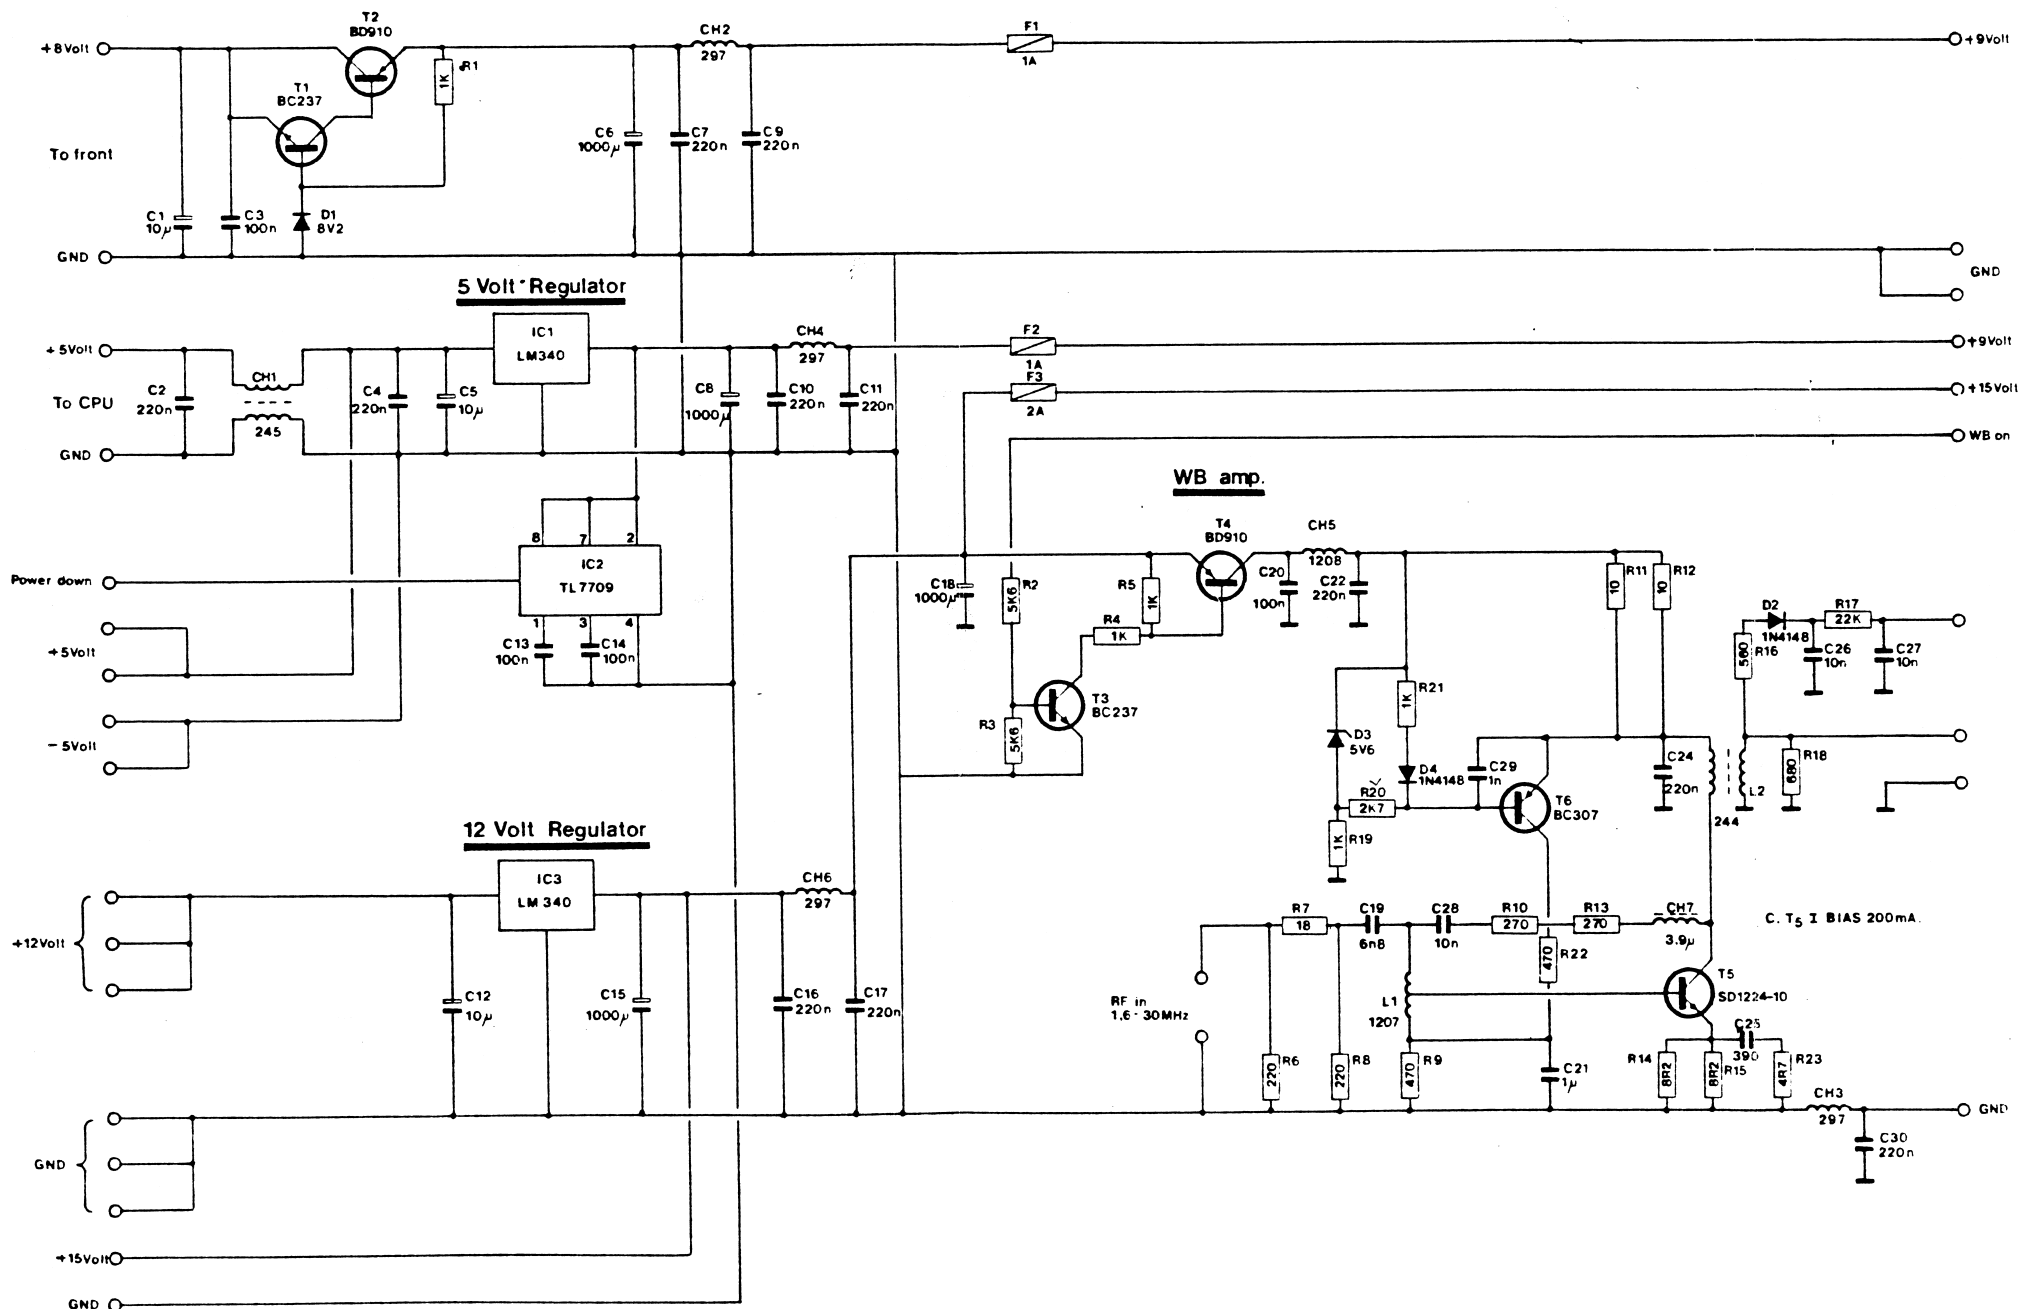 T2
BD910
+8Volt
CH2
297
F1
1A
+9Volt
R1
1K
T1
BC237
To front
C6
1000µ
C7
220n
C9
220n
C1
10µ
C3
100n
D1
8V2
GND
GND
5 Volt Regulator
IC1
LM340
+5Volt
CH1
245
To CPU
C2
220n
C4
220n
C5
10µ
C8
1000µ
CH4
297
C10
220n
C11
220n
F2
1A
+9Volt
F3
2A
+15Volt
GND
WB on
WB amp.
8 7 2
IC2
TL7709
1 3 4
Power down
C13
100n
C14
100n
+5Volt
-5Volt
C18
1000µ
R2
5K6
R3
5K6
R4
1K
R5
1K
T3
BC237
T4
BD910
CH5
1208
C20
100n
C22
220n
R11
10
R12
10
D2
1N4148
R17
22K
R16
560
C26
10n
C27
10n
R21
1K
D3
5V6
D4
1N4148
C29
1n
R20
2K7
R19
1K
T6
BC307
C24
220n
L2
244
R18
680
12 Volt Regulator
IC3
LM 340
CH6
297
+12Volt
C12
10µ
C15
1000µ
C16
220n
C17
220n
R7
18
C19
6n8
C28
10n
R10
270
R13
270
CH7
3.9µ
C. T5 I BIAS 200mA.
R22
470
T5
SD1224-10
RF in
1,6 - 30MHz
L1
1207
R6
220
R8
220
R9
470
C21
1µ
R14
8R2
R15
8R2
C25
390
R23
4R7
CH3
297
GND
C30
220n
GND
+15Volt
GND